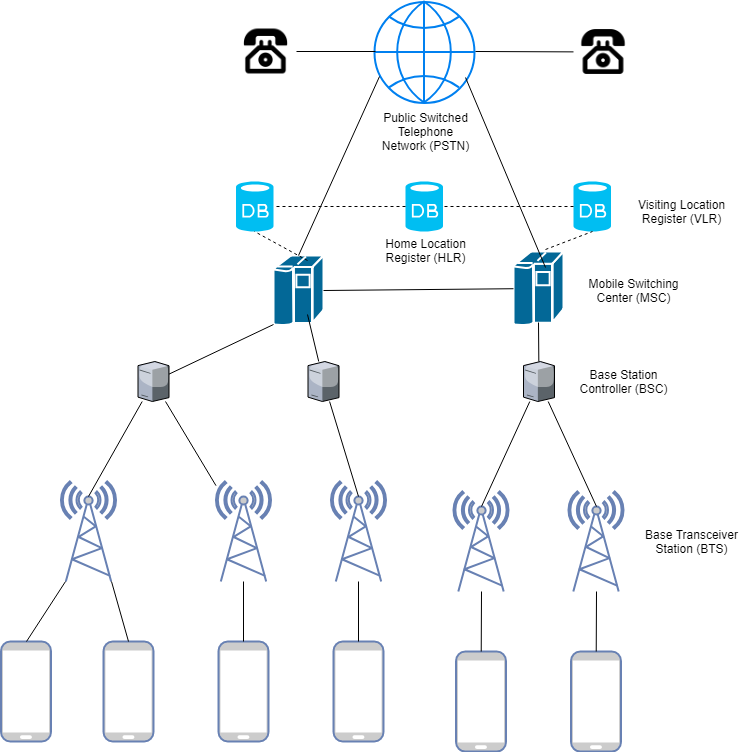 Public Switched
Telephone
Network (PSTN)
DB
DB
DB
Visiting Location
Register (VLR)
Home Location
Register (HLR)
Mobile Switching
Center (MSC)
Base Station
Controller (BSC)
Base Transceiver
Station (BTS)